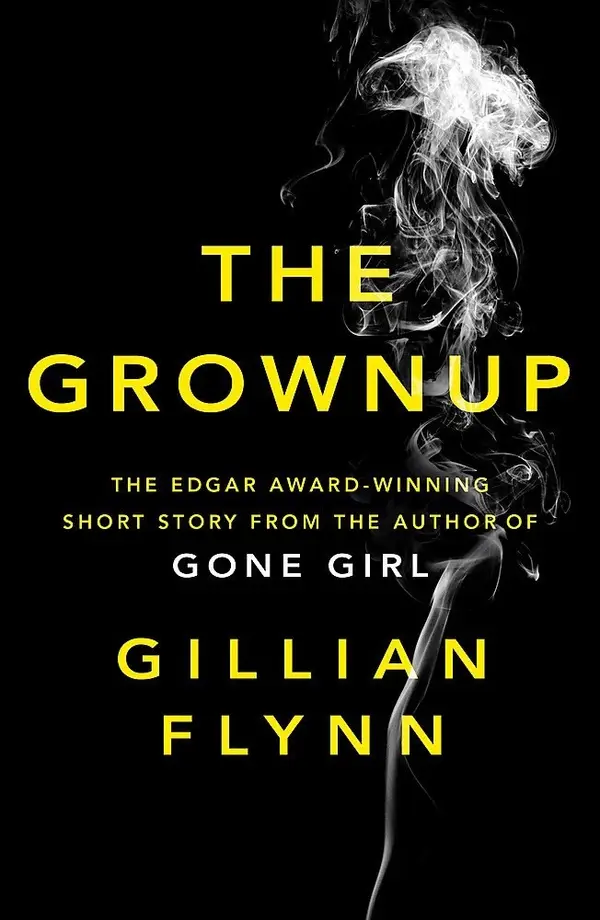 THE
GROWNUP
THE EDGAR AWARD-WINNING
SHORT STORY FROM THE AUTHOR OF
GONE GIRL
GILLIAN
FLYNN